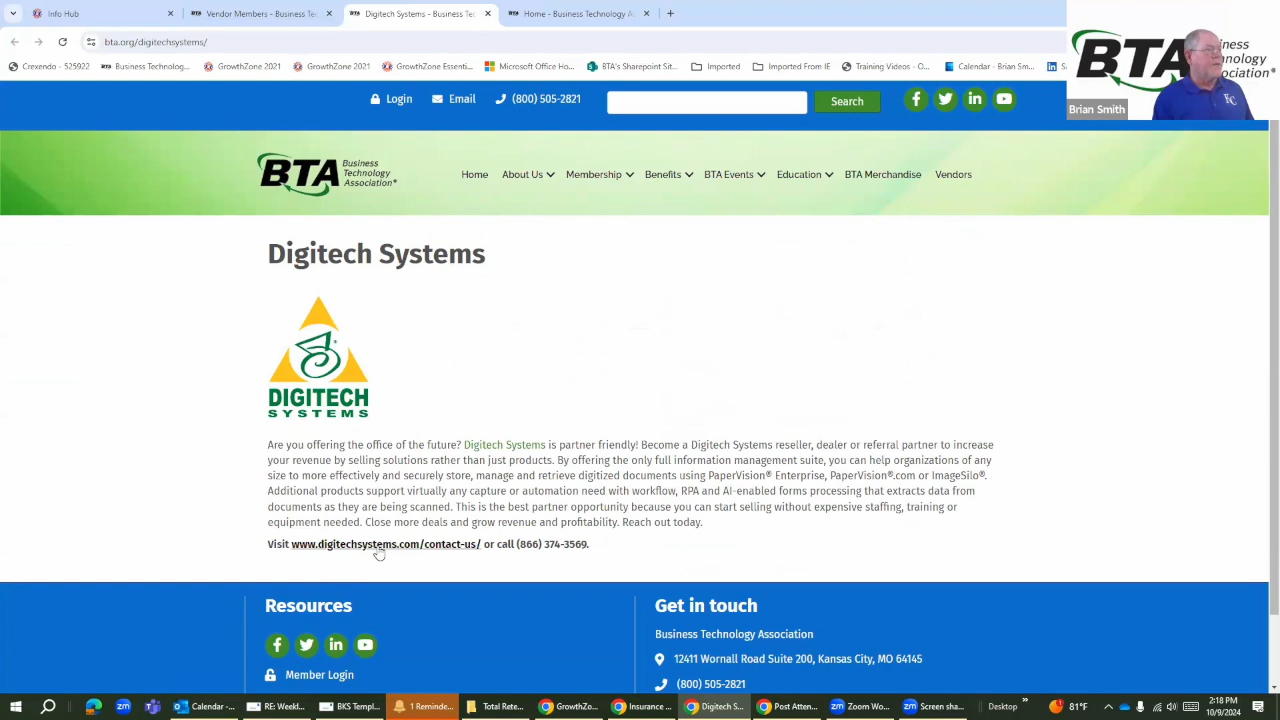 Info Hub
Vendor Members - Business Te
Digitech Systems - Business Tec
Home - Business Technology A
bta.org/digitechsystems/
Crexendo - 525922
Business Technolog...
GrowthZone 2021
GrowthZone 2021
GrowthZone Essenti...
Microsoft Office Ho...
BTA's Sharepoint Sit...
Imported
Imported From IE
Training Videos - O...
Calendar - Brian Sm...
BTA
Business
Technology
Association®
Brian Smith
KC
Login
Email
(800) 505-2821
Search
BTA Business
Technology
Association®
Home
About Us
Membership
Benefits
BTA Events
Education
BTA Merchandise
Vendors
Digitech Systems
DIGITECH
SYSTEMS
Are you offering the office of the future? Digitech Systems is partner friendly! Become a Digitech Systems reseller, dealer or referral partner to increase
your revenue by selling solutions rather than just products. By offering the only full information management suite, you can help organizations of any
size to more effectively and securely store, manage and retrieve digitized documents using PaperVision® Enterprise, PaperVision®.com or ImageSilo®.
Additional products support virtually any capture or automation need with workflow, RPA and AI-enabled forms processing that extracts data from
documents as they are being scanned. This is the best partner opportunity because you can start selling without expensive staffing, training or
equipment needed. Close more deals and grow revenue and profitability. Reach out today.
Visit www.digitechsystems.com/contact-us/ or call (866) 374-3569.
Resources
Member Login
Get in touch
Business Technology Association
12411 Wornall Road Suite 200, Kansas City, MO 64145
(800) 505-2821
Calendar -...
RE: Weekl...
BKS Templ...
1 Reminde...
Total Rate...
GrowthZo...
Insurance ...
Digitech S...
Post Atten...
Zoom Wo...
Screen sha...
Desktop
81°F
2:18 PM
10/9/2024